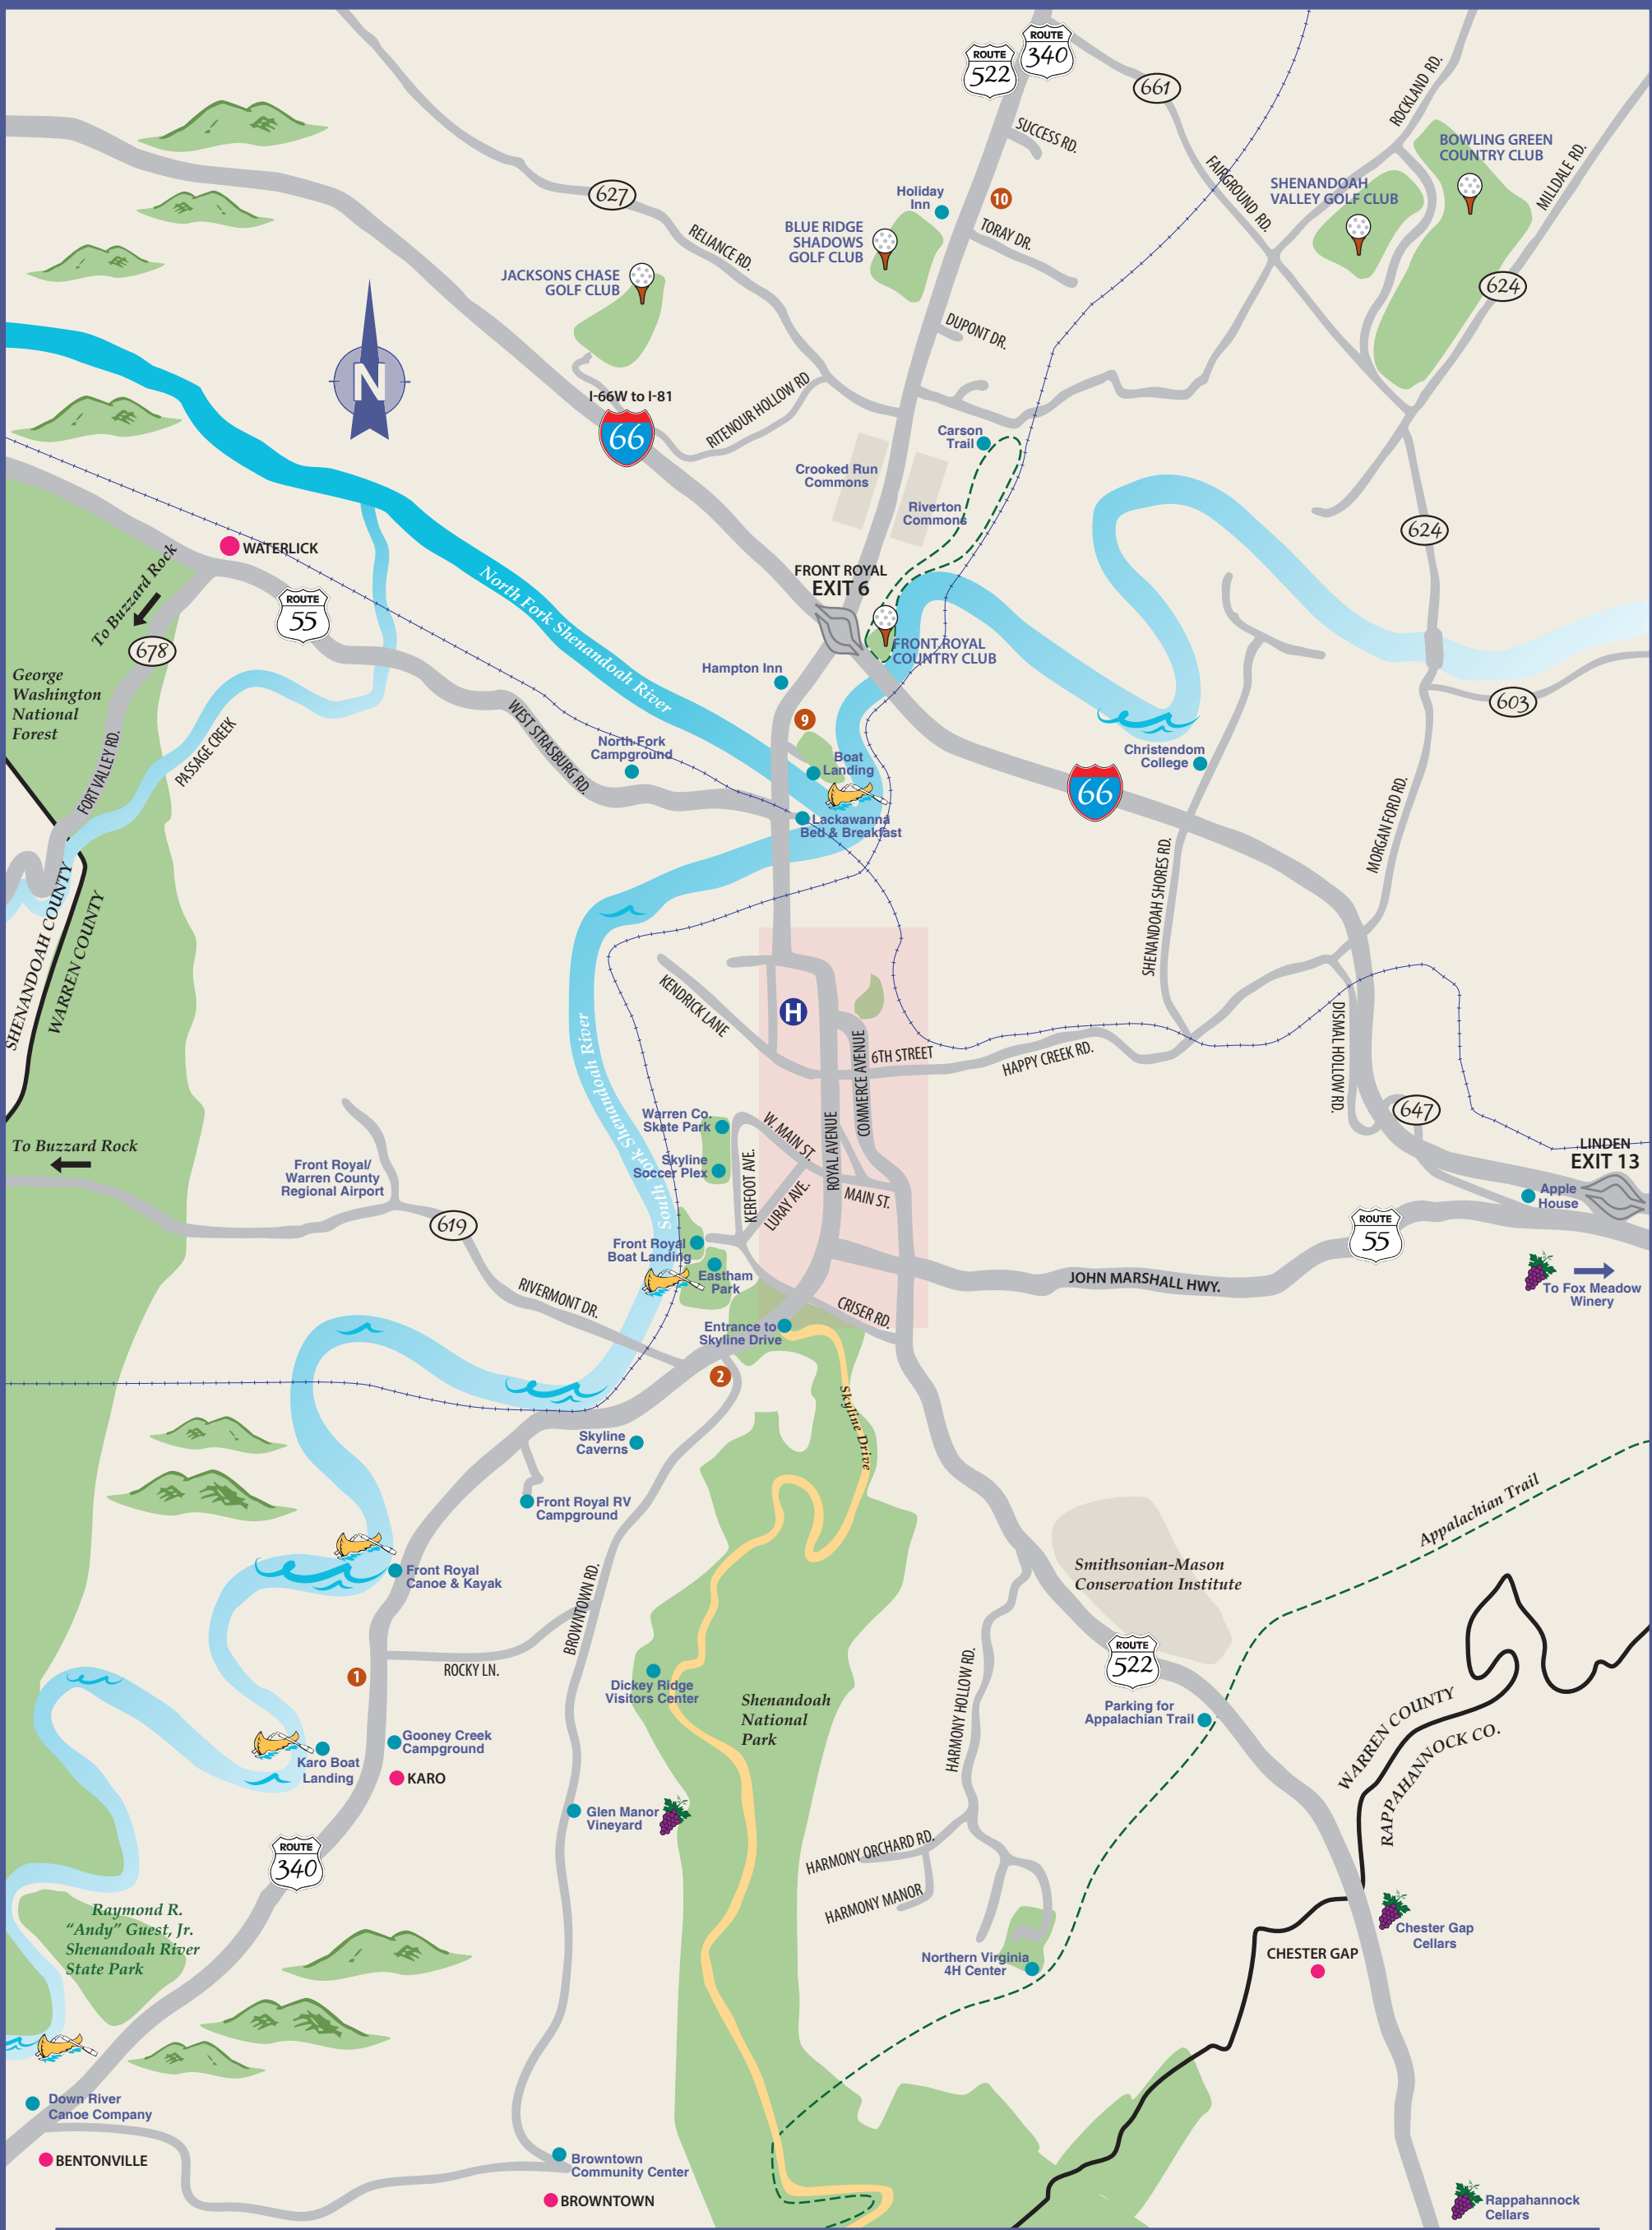 ROUTE
340
ROUTE
522
661
ROCKLAND RD.
SUCCESS RD.
BOWLING GREEN
COUNTRY CLUB
FAIRGROUND RD.
MILLDALE RD.
SHENANDOAH
VALLEY GOLF CLUB
627
Holiday
Inn
10
TORAY DR.
BLUE RIDGE
SHADOWS
GOLF CLUB
RELIANCE RD.
JACKSONS CHASE
GOLF CLUB
624
DUPONT DR.
N
I-66W to I-81
66
RITENOUR HOLLOW RD
Carson
Trail
Crooked Run
Commons
Riverton
Commons
624
WATERLICK
To Buzzard Rock
ROUTE
55
North Fork Shenandoah River
FRONT ROYAL
EXIT 6
FRONT ROYAL
COUNTRY CLUB
678
George
Washington
National
Forest
Hampton Inn
603
WEST STRASBURG RD.
9
PASSAGE CREEK
FORT VALLEY RD.
North Fork
Campground
Boat
Landing
Christendom
College
66
Lackawanna
Bed & Breakfast
MORGAN FORD RD.
SHENANDOAH SHORES RD.
SHENANDOAH COUNTY
WARREN COUNTY
KENDRICK LANE
H
South Fork Shenandoah River
6TH STREET
HAPPY CREEK RD.
COMMERCE AVENUE
DISMAL HOLLOW RD.
647
Warren Co.
Skate Park
W. MAIN ST.
ROYAL AVENUE
To Buzzard Rock
LINDEN
EXIT 13
Front Royal/
Warren County
Regional Airport
Skyline
Soccer Plex
KERFOOT AVE.
LURAY AVE.
MAIN ST.
Apple
House
619
ROUTE
55
Front Royal
Boat Landing
Eastham
Park
JOHN MARSHALL HWY.
To Fox Meadow
Winery
RIVERMONT DR.
CRISER RD.
Entrance to
Skyline Drive
2
Skyline Drive
Skyline
Caverns
Front Royal RV
Campground
Appalachian Trail
Front Royal
Canoe & Kayak
Smithsonian-Mason
Conservation Institute
BROWNTOWN RD.
ROUTE
522
ROCKY LN.
1
HARMONY HOLLOW RD.
Dickey Ridge
Visitors Center
Shenandoah
National
Park
Parking for
Appalachian Trail
WARREN COUNTY
RAPPAHANNOCK CO.
Gooney Creek
Campground
Karo Boat
Landing
KARO
Glen Manor
Vineyard
ROUTE
340
HARMONY ORCHARD RD.
HARMONY MANOR
Raymond R.
“Andy” Guest, Jr.
Shenandoah River
State Park
Chester Gap
Cellars
Northern Virginia
4H Center
CHESTER GAP
Down River
Canoe Company
BENTONVILLE
Browntown
Community Center
BROWNTOWN
Rappahannock
Cellars